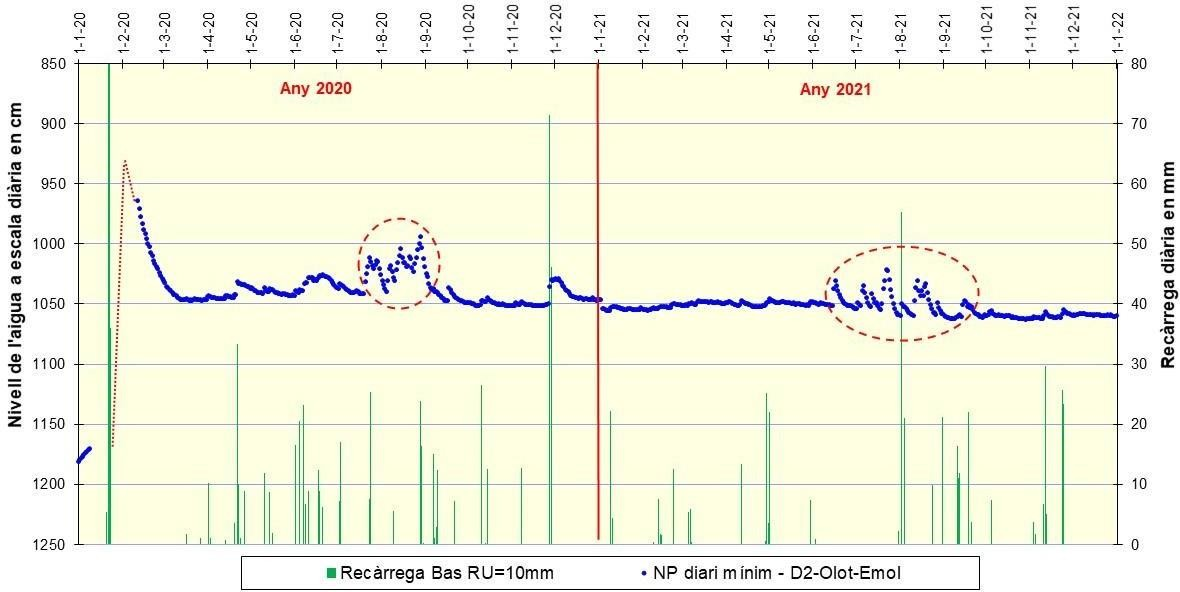 1-1-20 1-2-20 1-3-20 1-4-20 1-5-20 1-6-20 1-7-20 1-8-20 1-9-20 1-10-20 1-11-20 1-12-20 1-1-21 1-2-21 1-3-21 1-4-21 1-5-21 1-6-21 1-7-21 1-8-21 1-9-21 1-10-21 1-11-21 1-12-21 1-1-22
850 80
Any 2020 Any 2021
900 70
950 60
1000 50
1050 40
1100 30
1150 20
1200 10
1250 0
Nivell de l'aigua a escala diària en cm
Recàrrega diària en mm
Recàrrega Bas RU=10mm NP diari mínim - D2-Olot-Emol